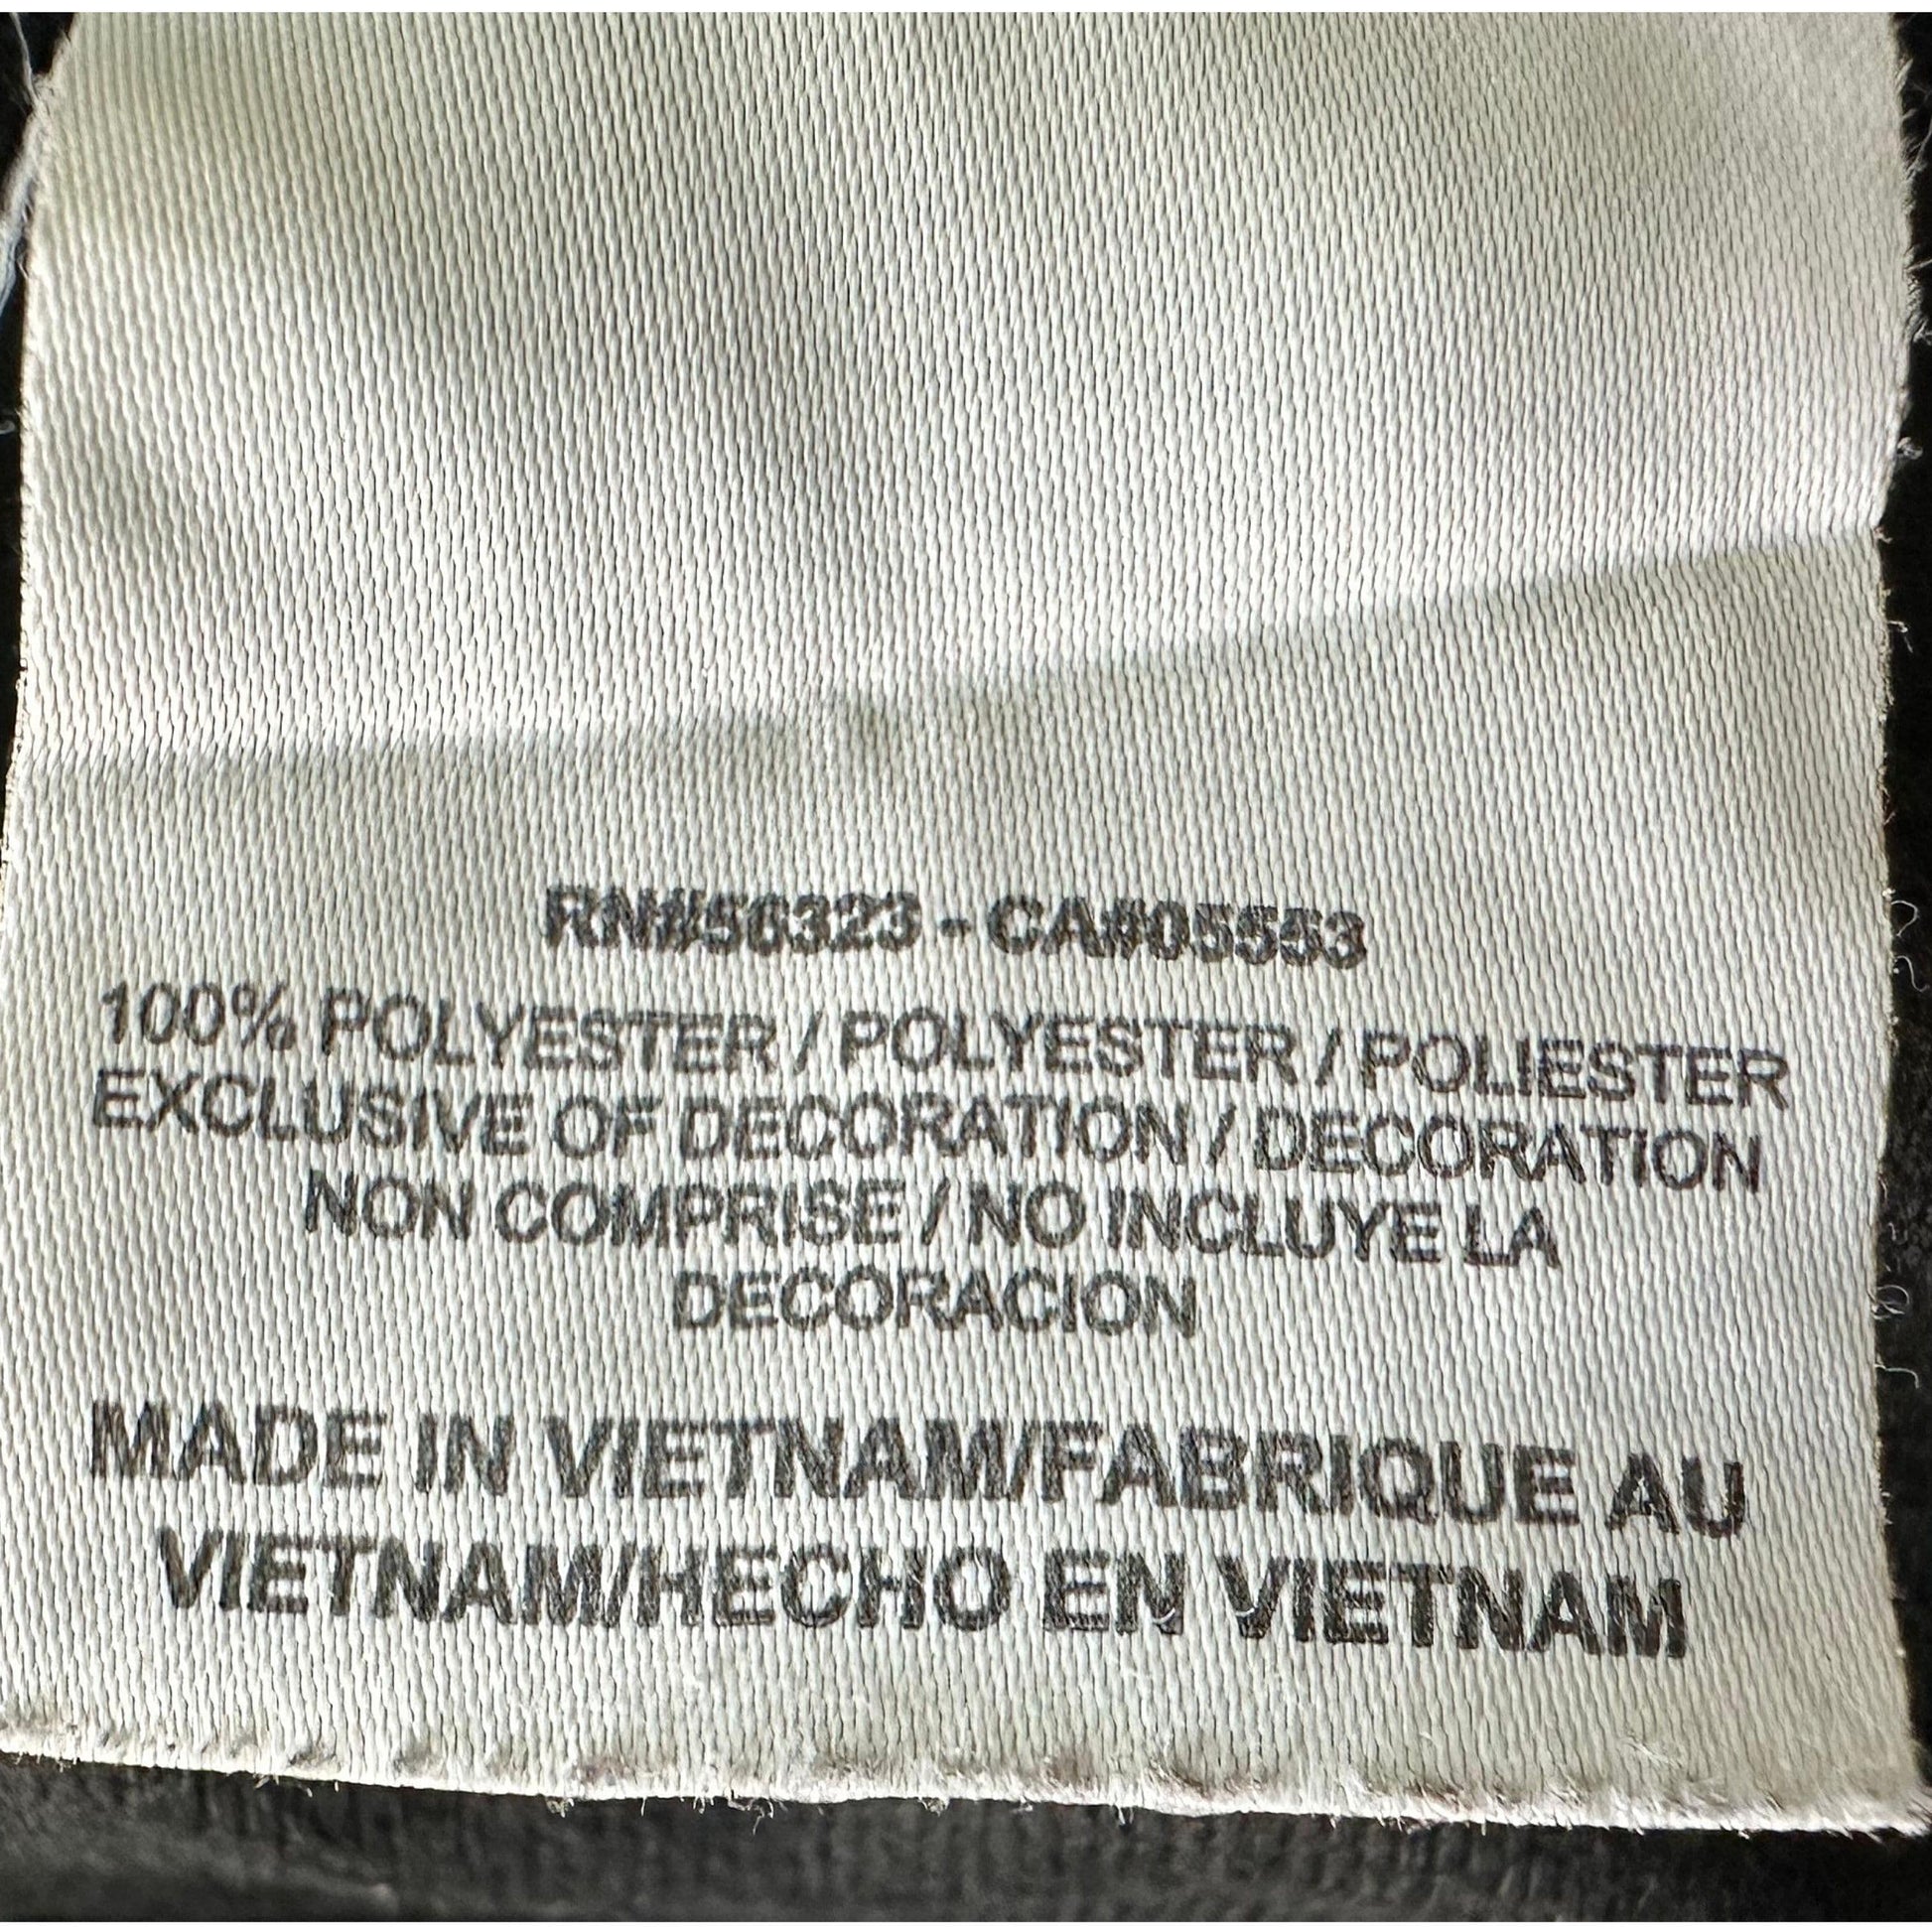 RN#56323 - CA#05553
100% POLYESTER / POLYESTER / POLIESTER
EXCLUSIVE OF DECORATION / DECORATION
NON COMPRISE / NO INCLUYE LA
DECORACION
MADE IN VIETNAM/FABRIQUE AU
VIETNAM/HECHO EN VIETNAM